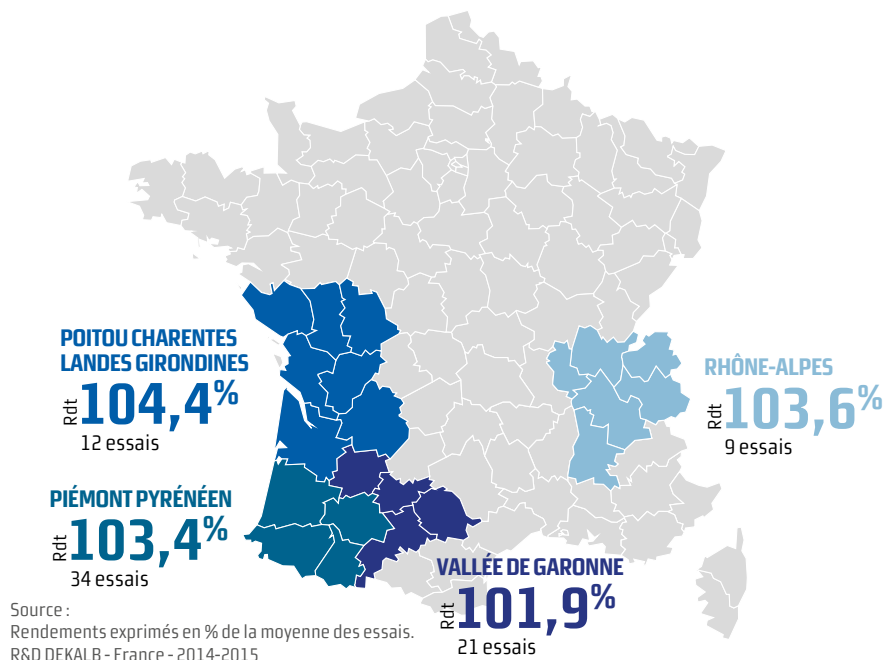 POITOU CHARENTES
LANDES GIRONDINES
Rdt 104,4%
12 essais
RHÔNE-ALPES
Rdt 103,6%
9 essais
PIÉMONT PYRÉNÉEN
Rdt 103,4%
34 essais
VALLÉE DE GARONNE
Rdt 101,9%
21 essais
Source :
Rendements exprimés en % de la moyenne des essais.
R&D DEKALB - France - 2014-2015